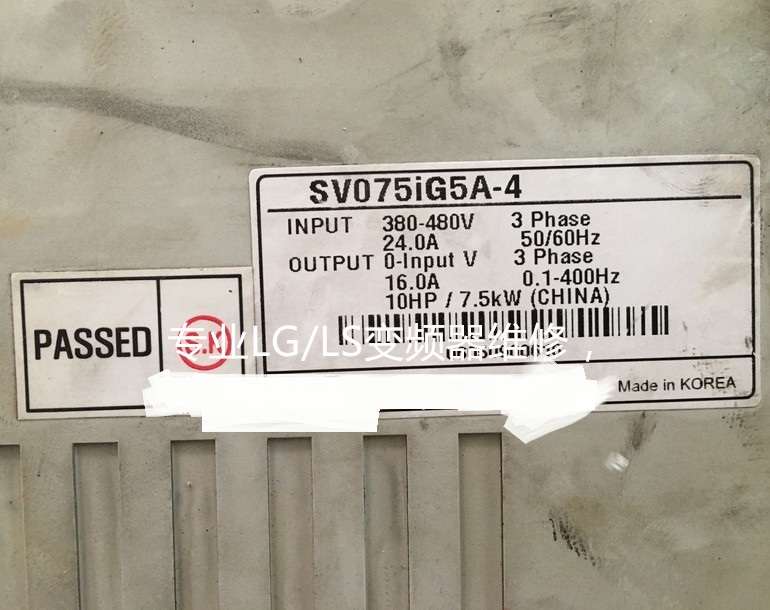 SV075iG5A-4
INPUT 380-480V 3 Phase
24.0A 50/60Hz
OUTPUT 0-Input V 3 Phase
16.0A 0.1-400Hz
10HP / 7.5kW (CHINA)
PASSED
专业LG/LS变频器维修，
Made in KOREA